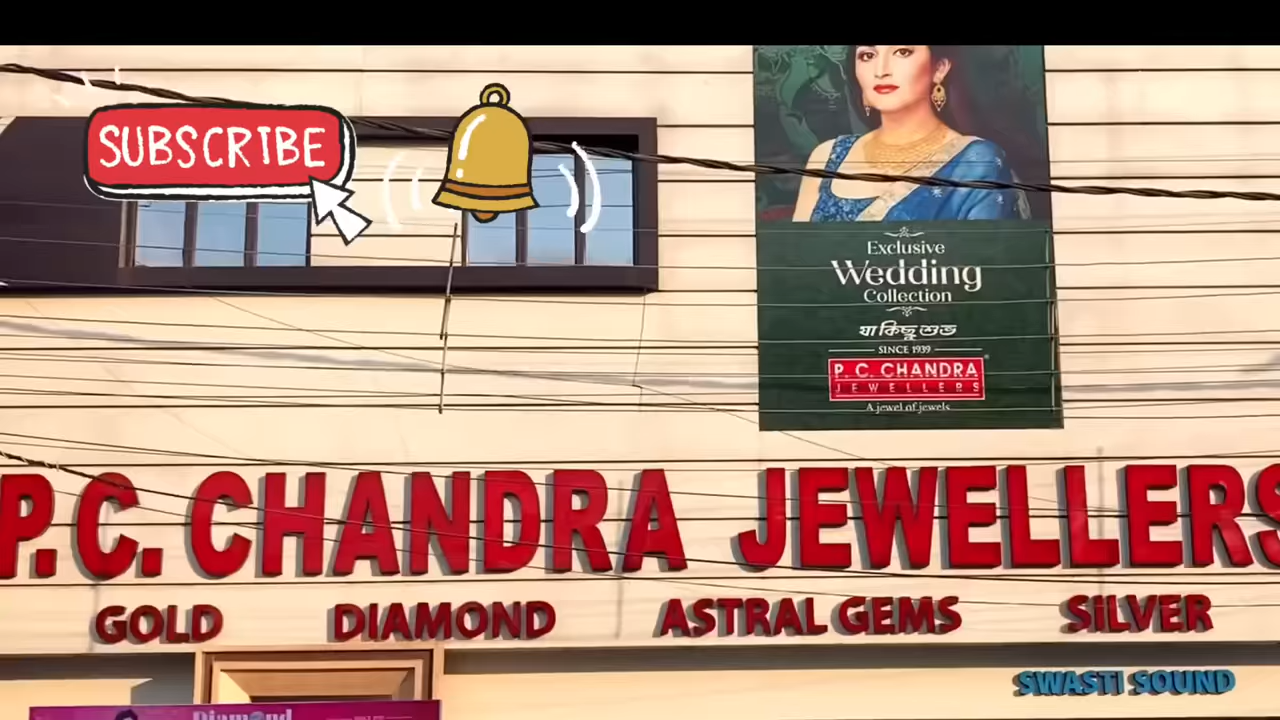 SUBSCRIBE
Exclusive
Wedding
Collection
যা কিছু শুভ
SINCE 1939
P. C. CHANDRA
JEWELLERS
A jewel of jewels
P.C. CHANDRA JEWELLERS
GOLD DIAMOND ASTRAL GEMS SILVER
SWASTI SOUND
Diamond